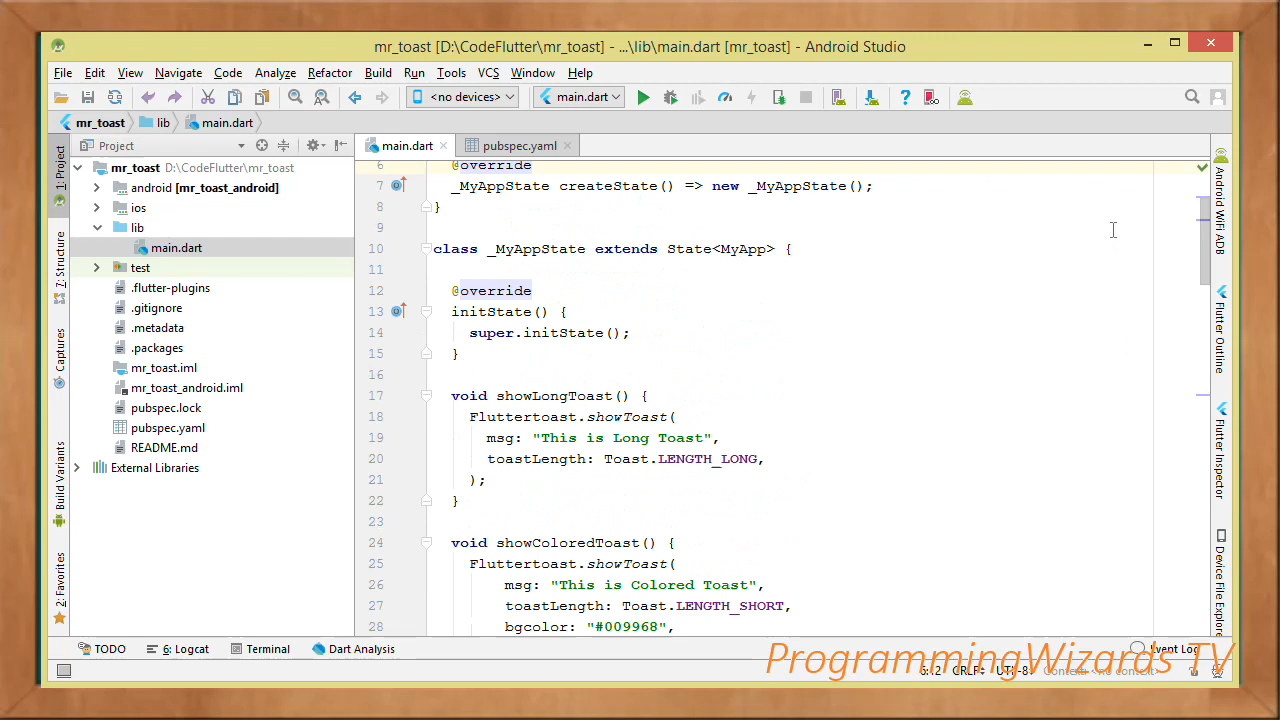 mr_toast [D:\CodeFlutter\mr_toast] - ...\lib\main.dart [mr_toast] - Android Studio
File Edit View Navigate Code Analyze Refactor Build Run Tools VCS Window Help
<no devices> main.dart
mr_toast lib main.dart
Project
main.dart pubspec.yaml
1: Project
7: Structure
Captures
Build Variants
2: Favorites
mr_toast D:\CodeFlutter\mr_toast
android [mr_toast_android]
ios
lib
main.dart
test
.flutter-plugins
.gitignore
.metadata
.packages
mr_toast.iml
mr_toast_android.iml
pubspec.lock
pubspec.yaml
README.md
External Libraries
6 @override
7 _MyAppState createState() => new _MyAppState();
8 }
9
10 class _MyAppState extends State<MyApp> {
11
12 @override
13 initState() {
14 super.initState();
15 }
16
17 void showLongToast() {
18 Fluttertoast.showToast(
19 msg: "This is Long Toast",
20 toastLength: Toast.LENGTH_LONG,
21 );
22 }
23
24 void showColoredToast() {
25 Fluttertoast.showToast(
26 msg: "This is Colored Toast",
27 toastLength: Toast.LENGTH_SHORT,
28 bgcolor: "#009968",
Android WiFi ADB
Flutter Outline
Flutter Inspector
Device File Explorer
TODO 6: Logcat Terminal Dart Analysis Event Log
ProgrammingWizards TV
6:12 CRLF UTF-8 Context: <no context>